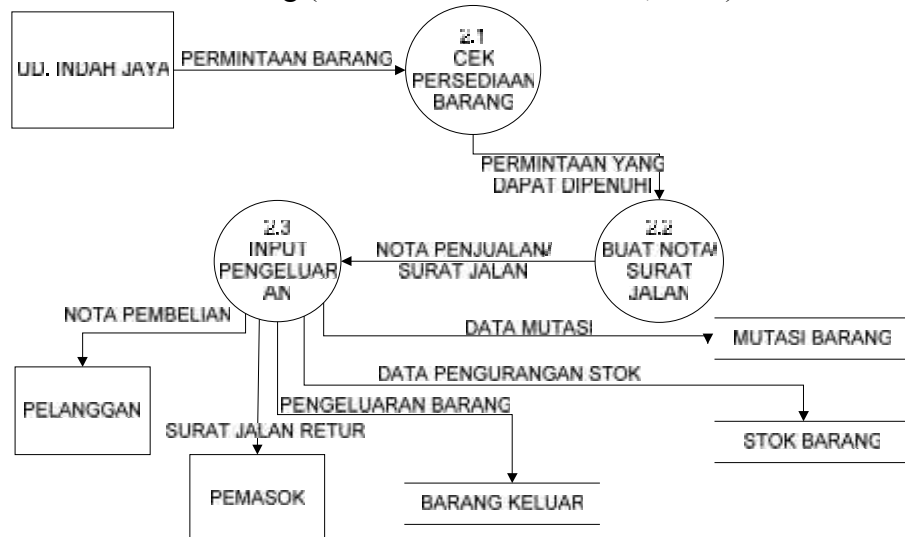 UD. INDAH JAYA
PERMINTAAN BARANG
2.1
CEK
PERSEDIAAN
BARANG
PERMINTAAN YANG
DAPAT DIPENUHI
2.2
BUAT NOTA/
SURAT
JALAN
NOTA PENJUALAN/
SURAT JALAN
2.3
INPUT
PENGELUAR
AN
NOTA PEMBELIAN
DATA MUTASI
MUTASI BARANG
PELANGGAN
DATA PENGURANGAN STOK
PENGELUARAN BARANG
SURAT JALAN RETUR
STOK BARANG
PEMASOK
BARANG KELUAR